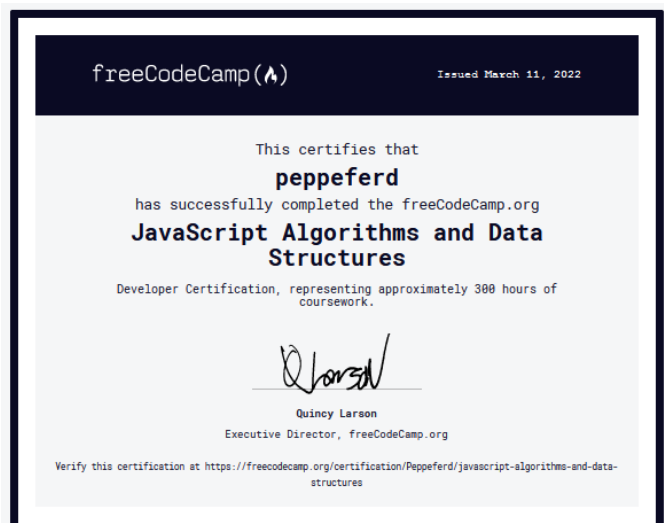 freeCodeCamp(🔥)
Issued March 11, 2022
This certifies that
peppeferd
has successfully completed the freeCodeCamp.org
JavaScript Algorithms and Data
Structures
Developer Certification, representing approximately 300 hours of
coursework.
Q Larson
Quincy Larson
Executive Director, freeCodeCamp.org
Verify this certification at https://freecodecamp.org/certification/Peppeferd/javascript-algorithms-and-data-
structures